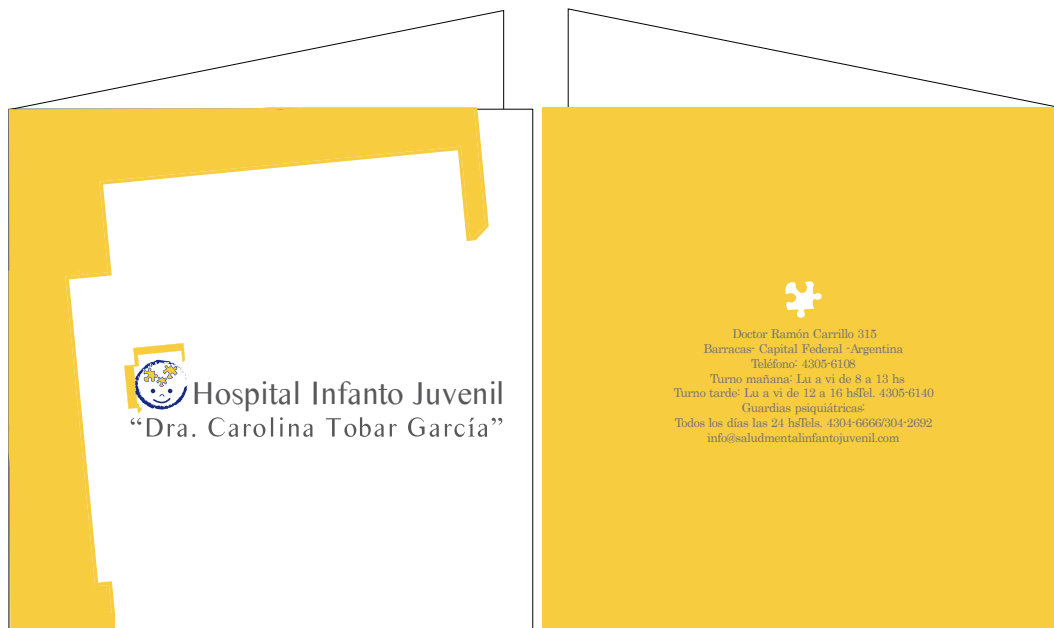 Hospital Infanto Juvenil
“Dra. Carolina Tobar García”
Doctor Ramón Carrillo 315
Barracas- Capital Federal -Argentina
Teléfono: 4305-6108
Turno mañana: Lu a vi de 8 a 13 hs
Turno tarde: Lu a vi de 12 a 16 hsTel. 4305-6140
Guardias psiquiátricas:
Todos los días las 24 hsTels. 4304-6666/304-2692
info@saludmentalinfantojuvenil.com